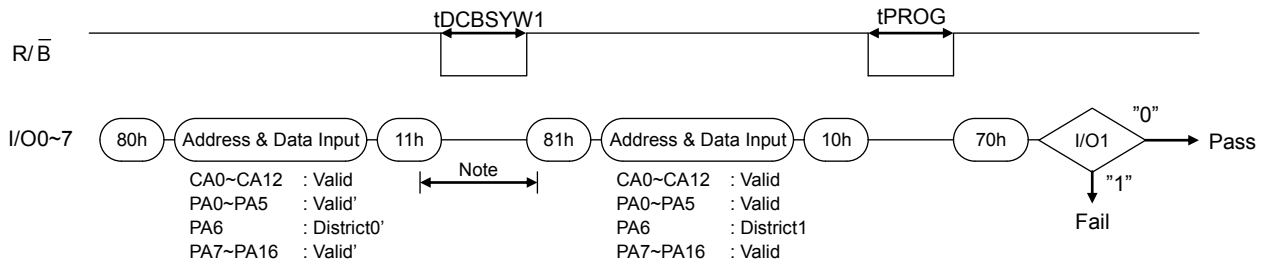 tDCBSYW1
tPROG
R/B̅
I/O0~7
80h
Address & Data Input
11h
81h
Address & Data Input
10h
70h
I/O1
”0”
Pass
Note
”1”
Fail
CA0~CA12 : Valid
PA0~PA5 : Valid’
PA6 : District0’
PA7~PA16 : Valid’
CA0~CA12 : Valid
PA0~PA5 : Valid
PA6 : District1
PA7~PA16 : Valid